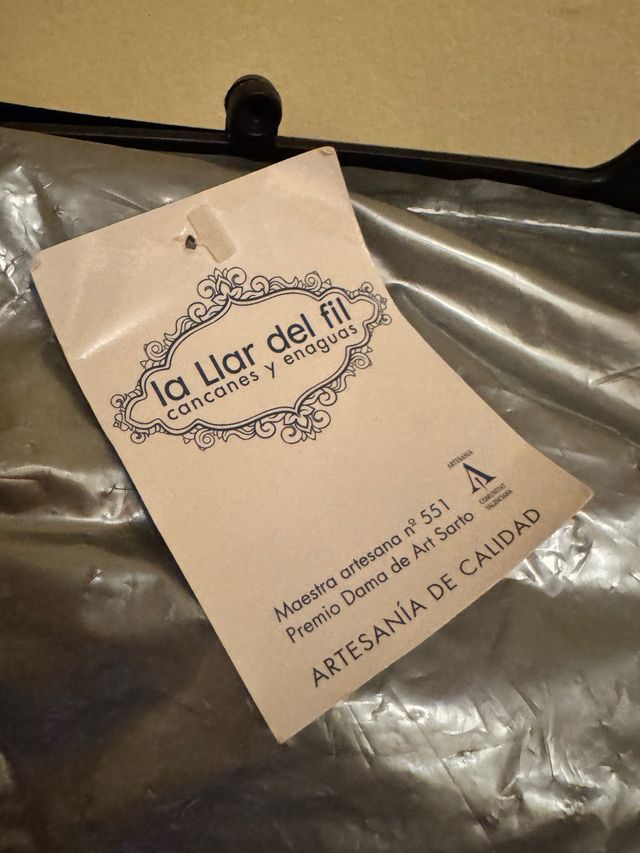 la Llar del fil
cancanes y enaguas
ARTESANÍA
COMUNITAT
VALENCIANA
Maestra artesana nº 551
Premio Dama de Art Sarto
ARTESANÍA DE CALIDAD